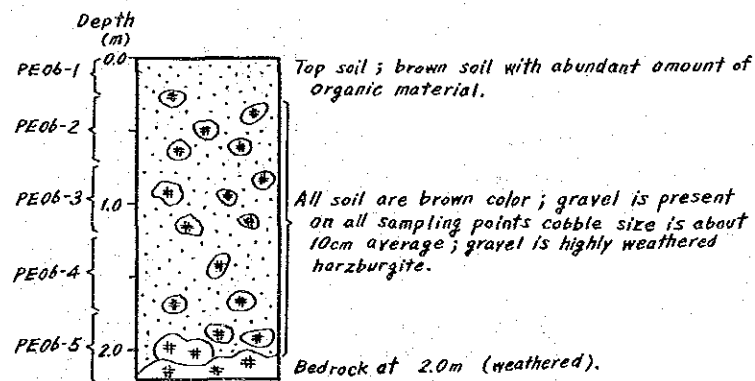 Depth
(m)
0.0
PE06-1
Top soil ; brown soil with abundant amount of
organic material.
PE06-2
PE06-3
1.0
All soil are brown color ; gravel is present
on all sampling points cobble size is about
10cm average ; gravel is highly weathered
harzburgite.
PE06-4
PE06-5
2.0
Bedrock at 2.0m (weathered).